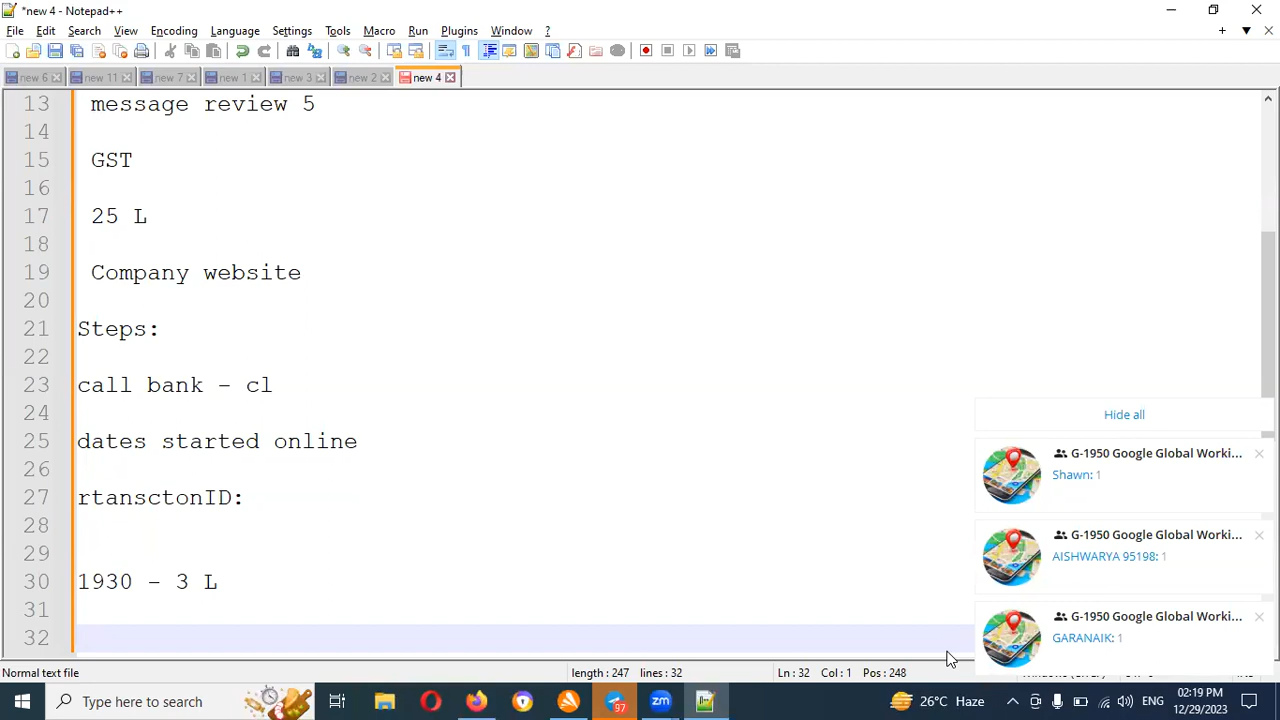 *new 4 - Notepad++
File Edit Search View Encoding Language Settings Tools Macro Run Plugins Window ?
new 6 new 11 new 7 new 1 new 3 new 2 new 4
13 message review 5
14
15 GST
16
17 25 L
18
19 Company website
20
21 Steps:
22
23 call bank - cl
24
25 dates started online
26
27 rtansctonID:
28
29
30 1930 - 3 L
31
32
Hide all
G-1950 Google Global Worki...
Shawn: 1
G-1950 Google Global Worki...
AISHWARYA 95198: 1
G-1950 Google Global Worki...
GARANAIK: 1
Normal text file length : 247 lines : 32 Ln : 32 Col : 1 Pos : 248
Type here to search 97 zm 26°C Haze ENG 02:19 PM
12/29/2023